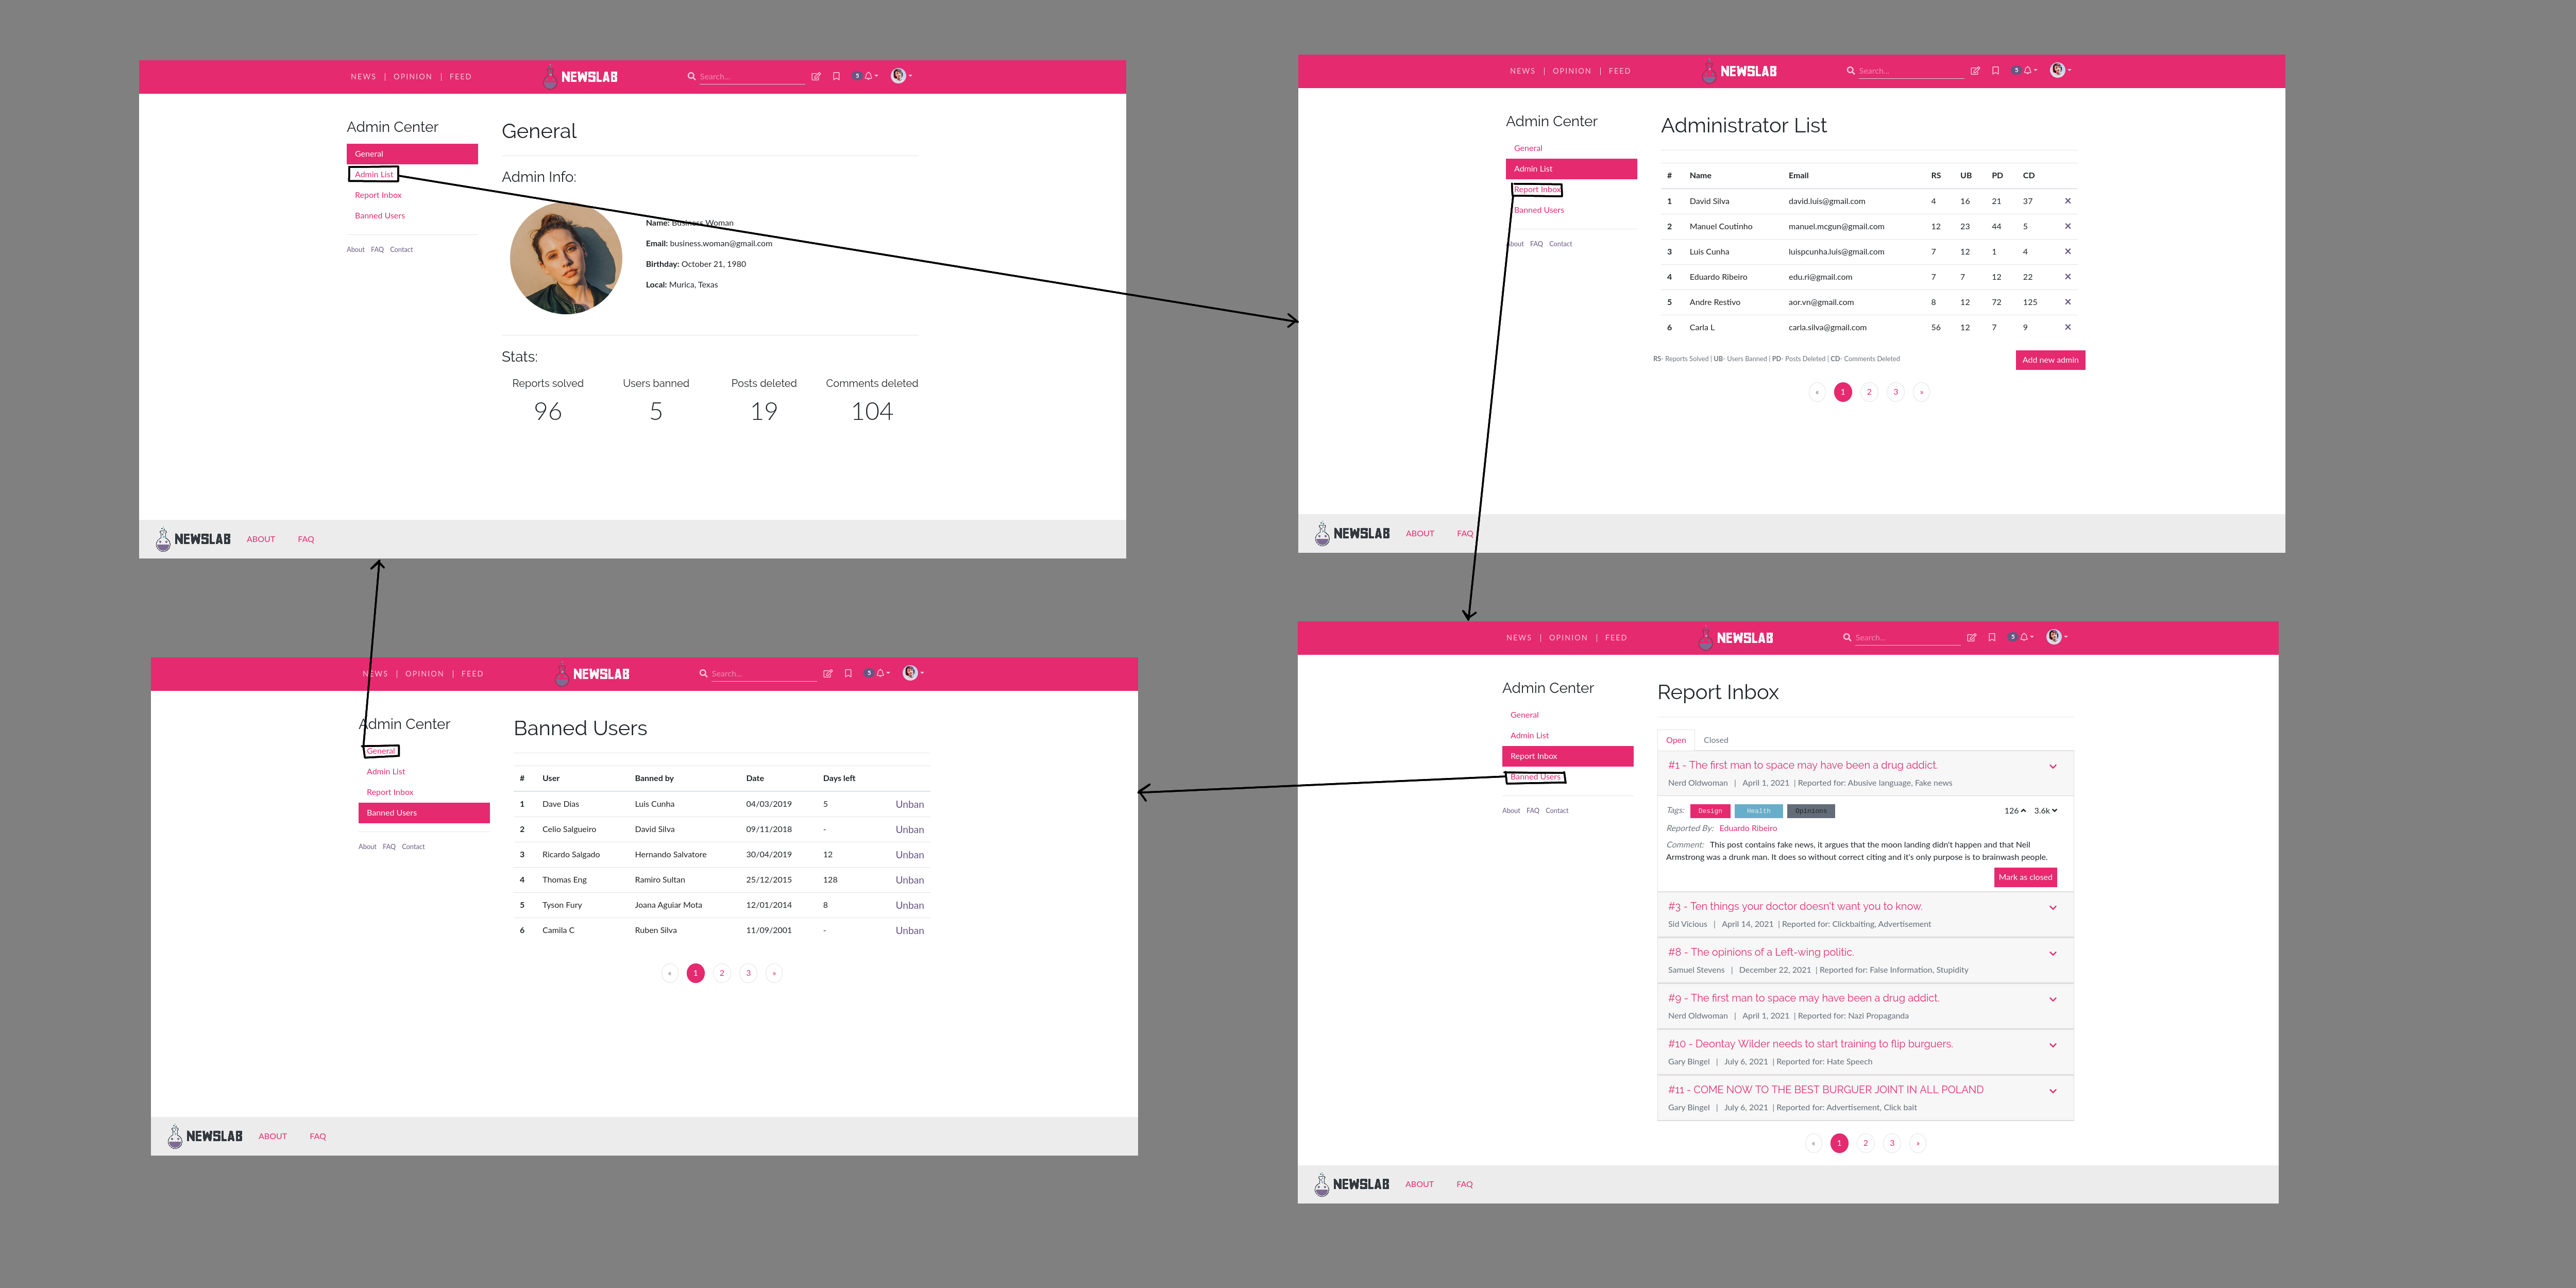 NEWS | OPINION | FEED NEWSLAB Search... 5
Admin Center
General
Admin List
Report Inbox
Banned Users
About FAQ Contact
General
Admin Info:
Name: Business Woman
Email: business.woman@gmail.com
Birthday: October 21, 1980
Local: Murica, Texas
Stats:
Reports solved Users banned Posts deleted Comments deleted
96 5 19 104
NEWSLAB ABOUT FAQ
NEWS | OPINION | FEED NEWSLAB Search... 5
Admin Center
General
Admin List
Report Inbox
Banned Users
About FAQ Contact
Administrator List
# Name Email RS UB PD CD
1 David Silva david.luis@gmail.com 4 16 21 37 ×
2 Manuel Coutinho manuel.mcgun@gmail.com 12 23 44 5 ×
3 Luis Cunha luispcunha.luis@gmail.com 7 12 1 4 ×
4 Eduardo Ribeiro edu.ri@gmail.com 7 7 12 22 ×
5 Andre Restivo aor.vn@gmail.com 8 12 72 125 ×
6 Carla L carla.silva@gmail.com 56 12 7 9 ×
RS- Reports Solved | UB- Users Banned | PD- Posts Deleted | CD- Comments Deleted
Add new admin
« 1 2 3 »
NEWSLAB ABOUT FAQ
NEWS | OPINION | FEED NEWSLAB Search... 5
Admin Center
General
Admin List
Report Inbox
Banned Users
About FAQ Contact
Banned Users
# User Banned by Date Days left
1 Dave Dias Luis Cunha 04/03/2019 5 Unban
2 Celio Salgueiro David Silva 09/11/2018 - Unban
3 Ricardo Salgado Hernando Salvatore 30/04/2019 12 Unban
4 Thomas Eng Ramiro Sultan 25/12/2015 128 Unban
5 Tyson Fury Joana Aguiar Mota 12/01/2014 8 Unban
6 Camila C Ruben Silva 11/09/2001 - Unban
« 1 2 3 »
NEWSLAB ABOUT FAQ
NEWS | OPINION | FEED NEWSLAB Search... 5
Admin Center
General
Admin List
Report Inbox
Banned Users
About FAQ Contact
Report Inbox
Open Closed
#1 - The first man to space may have been a drug addict.
Nerd Oldwoman | April 1, 2021 | Reported for: Abusive language, Fake news
Tags: Design Health Opinions 126 3.6k
Reported By: Eduardo Ribeiro
Comment: This post contains fake news, it argues that the moon landing didn't happen and that Neil
Armstrong was a drunk man. It does so without correct citing and it's only purpose is to brainwash people.
Mark as closed
#3 - Ten things your doctor doesn't want you to know.
Sid Vicious | April 14, 2021 | Reported for: Clickbaiting, Advertisement
#8 - The opinions of a Left-wing politic.
Samuel Stevens | December 22, 2021 | Reported for: False Information, Stupidity
#9 - The first man to space may have been a drug addict.
Nerd Oldwoman | April 1, 2021 | Reported for: Nazi Propaganda
#10 - Deontay Wilder needs to start training to flip burguers.
Gary Bingel | July 6, 2021 | Reported for: Hate Speech
#11 - COME NOW TO THE BEST BURGUER JOINT IN ALL POLAND
Gary Bingel | July 6, 2021 | Reported for: Advertisement, Click bait
« 1 2 3 »
NEWSLAB ABOUT FAQ